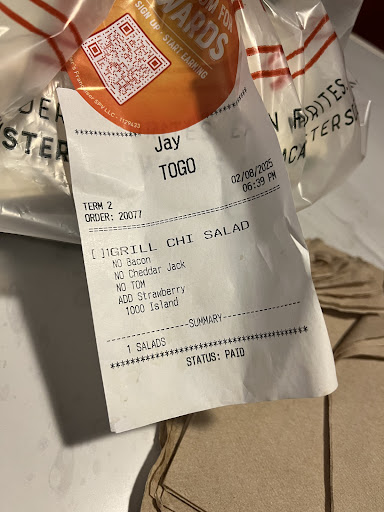 REWARDS
SIGN UP · START EARNING
Jay
TOGO
02/08/2025
06:39 PM
TERM 2
ORDER: 20077
[ ]1GRILL CHI SALAD
NO Bacon
NO Cheddar Jack
NO TOM
ADD Strawberry
1000 Island
SUMMARY
1 SALADS
STATUS: PAID